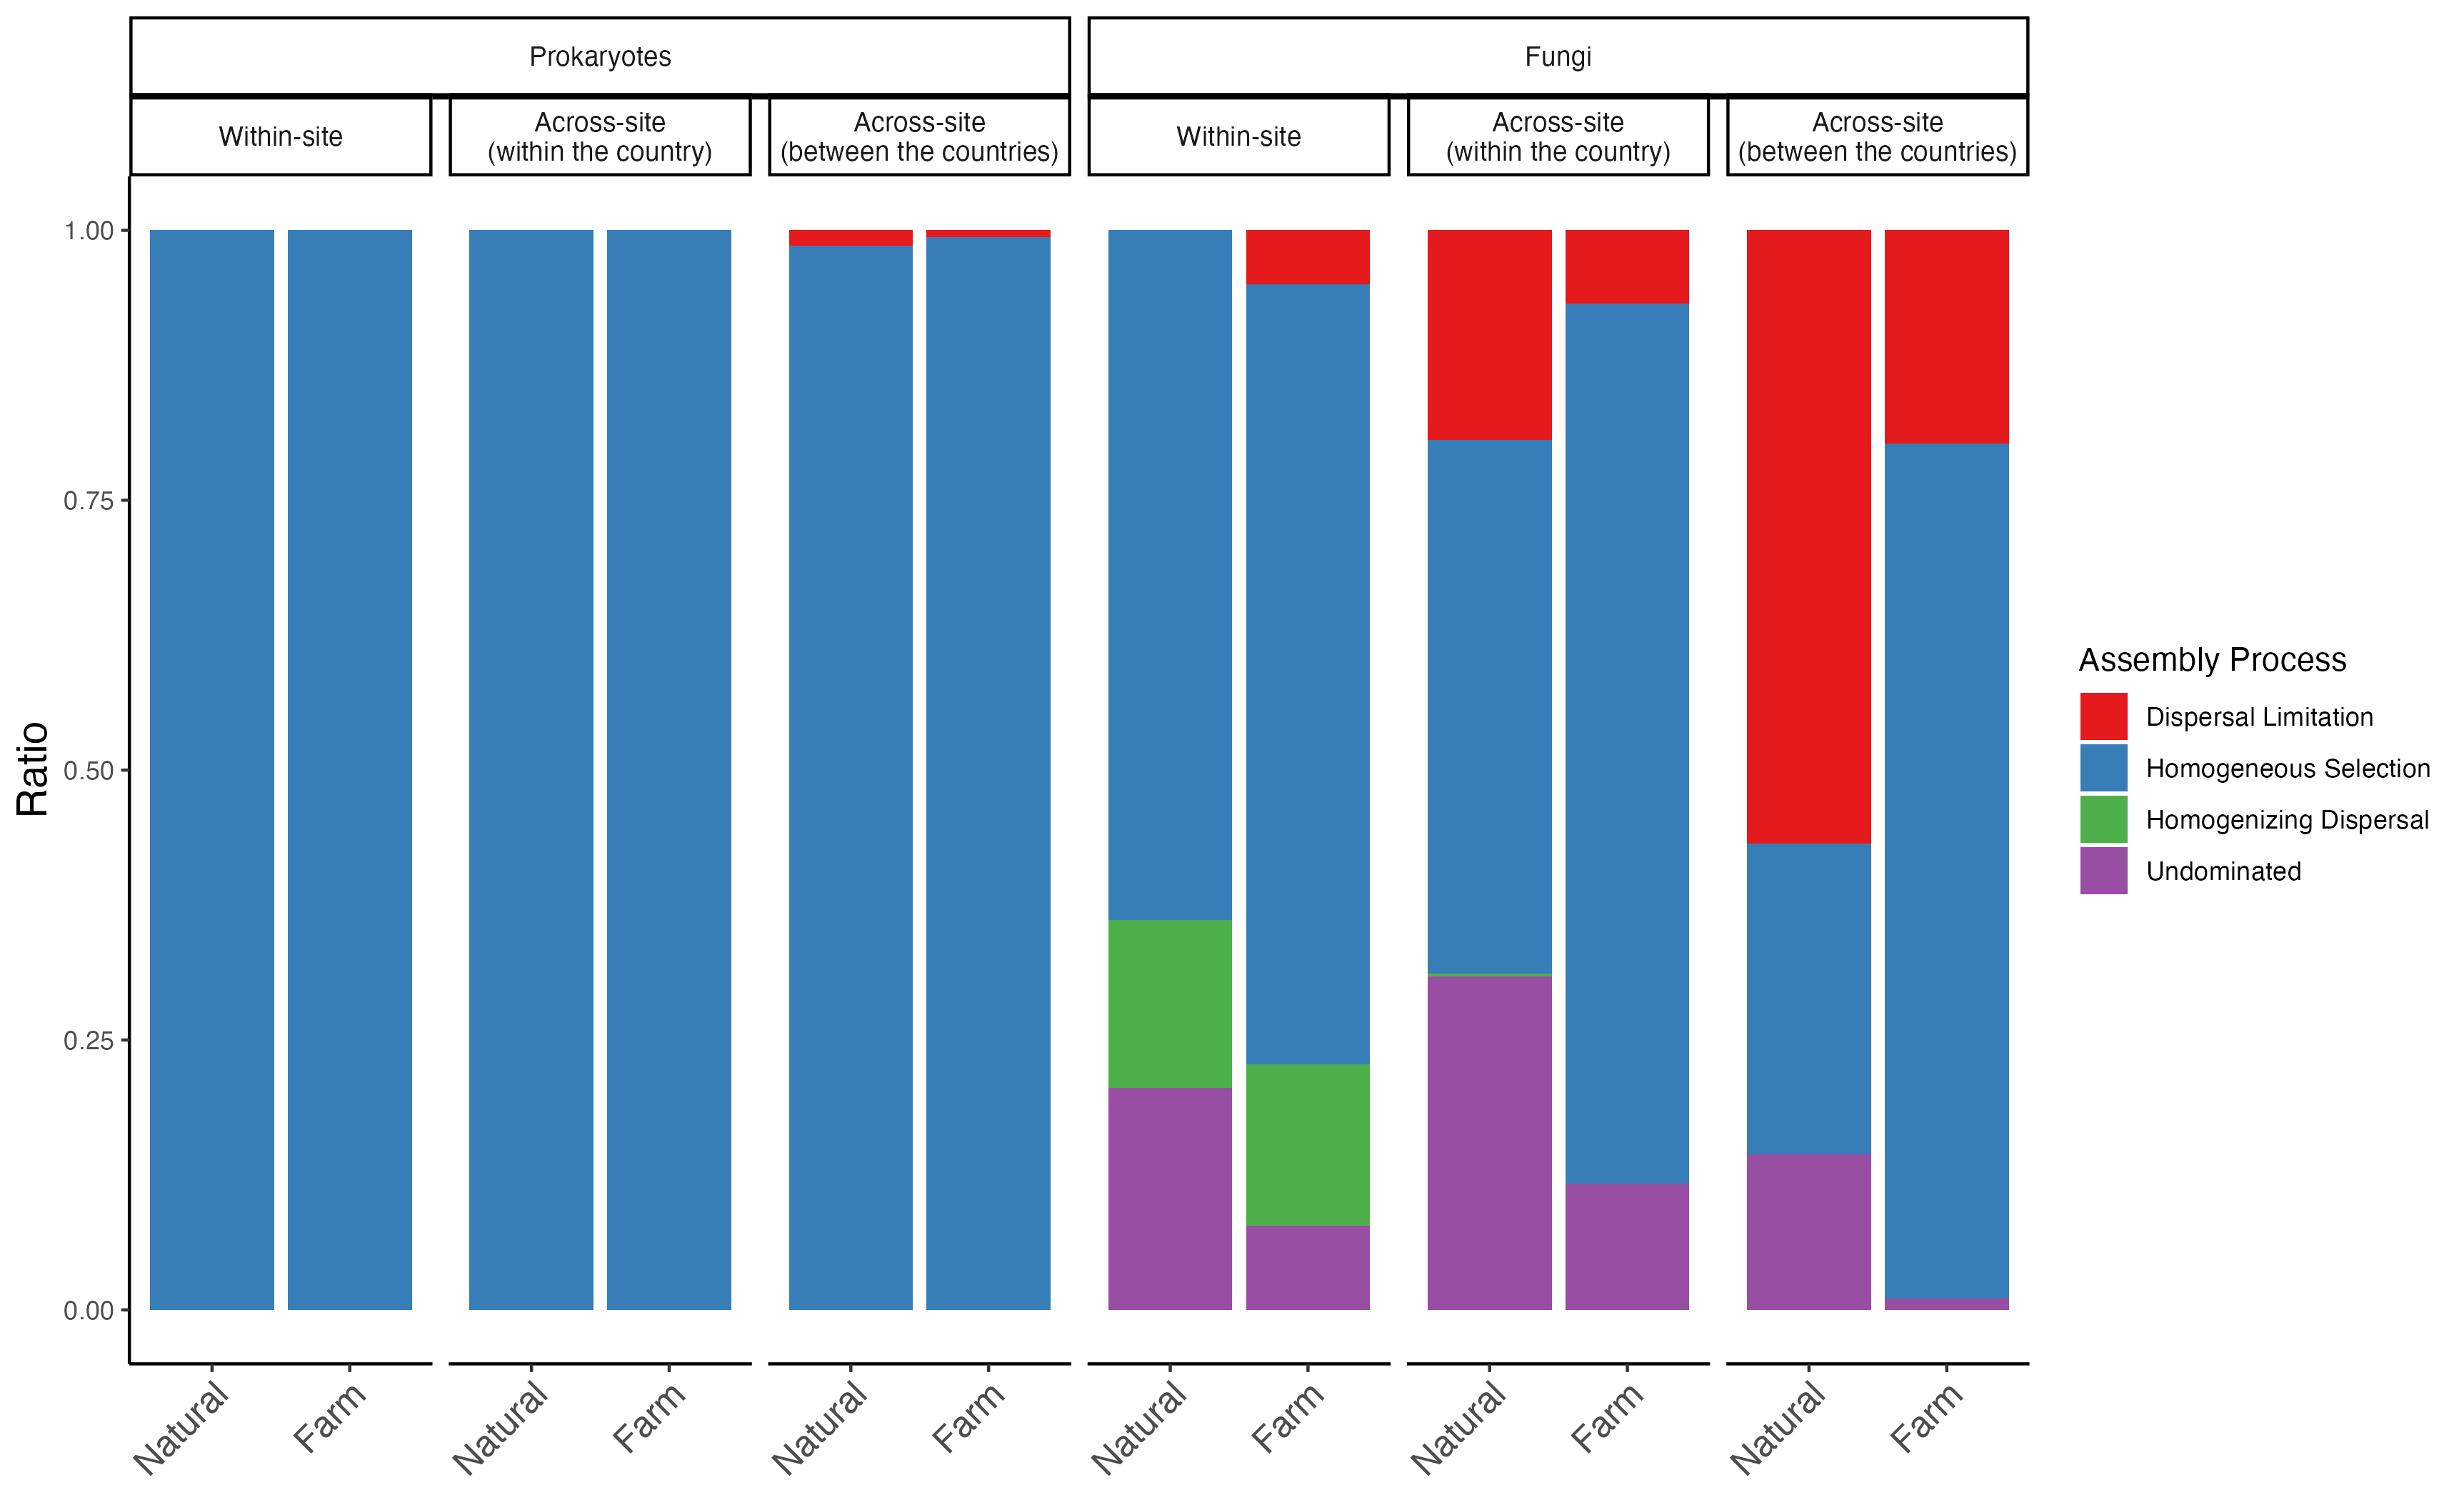 Prokaryotes
Fungi
Within-site
Across-site
(within the country)
Across-site
(between the countries)
Within-site
Across-site
(within the country)
Across-site
(between the countries)
Ratio
1.00
0.75
0.50
0.25
0.00
Natural
Farm
Natural
Farm
Natural
Farm
Natural
Farm
Natural
Farm
Natural
Farm
Assembly Process
Dispersal Limitation
Homogeneous Selection
Homogenizing Dispersal
Undominated